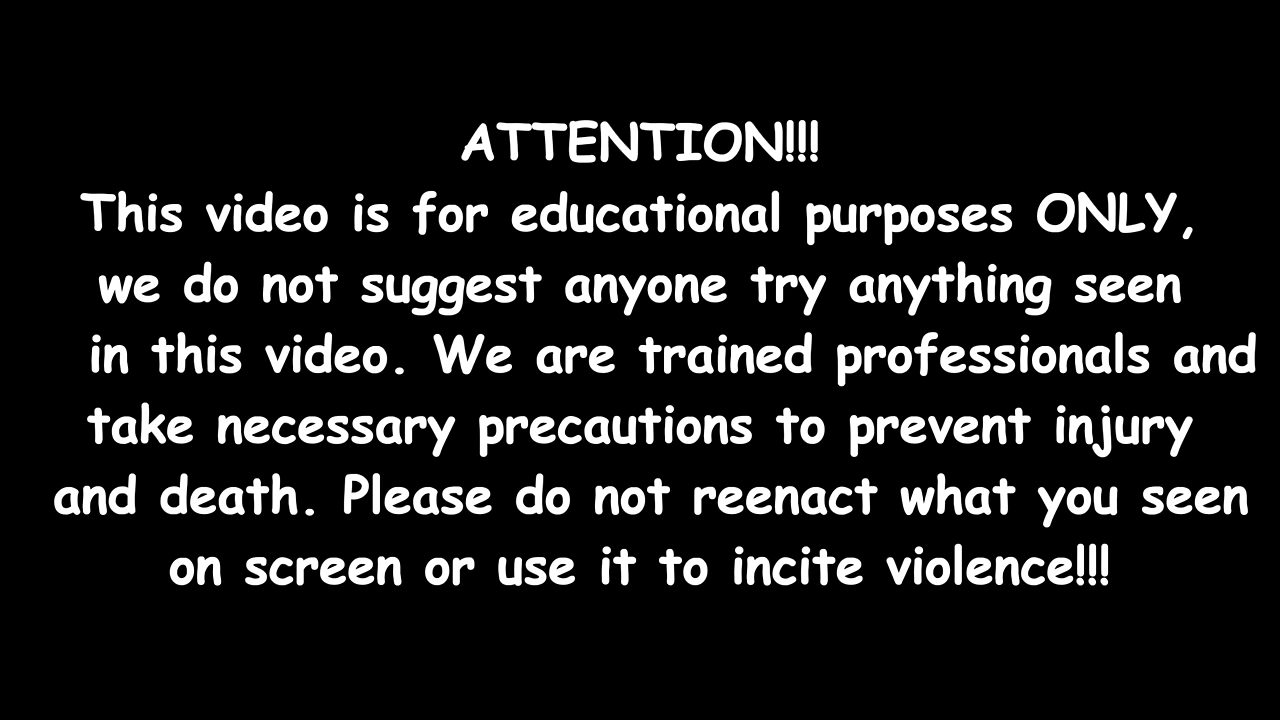 ATTENTION!!!
This video is for educational purposes ONLY,
we do not suggest anyone try anything seen
in this video. We are trained professionals and
take necessary precautions to prevent injury
and death. Please do not reenact what you seen
on screen or use it to incite violence!!!